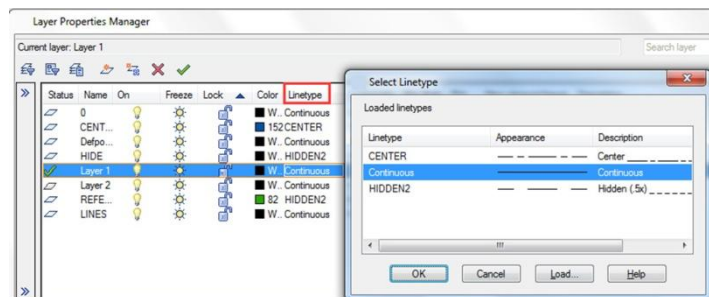 Layer Properties Manager
Current layer: Layer 1
Search layer
Status Name On Freeze Lock Color Linetype
0 W.. Continuous
CENT... 152 CENTER
Defpo... W.. Continuous
HIDE W.. HIDDEN2
Layer 1 W.. Continuous
Layer 2 W.. Continuous
REFE... 82 HIDDEN2
LINES W.. Continuous
Select Linetype
Loaded linetypes
Linetype Appearance Description
CENTER Center ____ _ ____ _
Continuous Continuous
HIDDEN2 Hidden (.5x) _ _ _ _ _
OK Cancel Load... Help